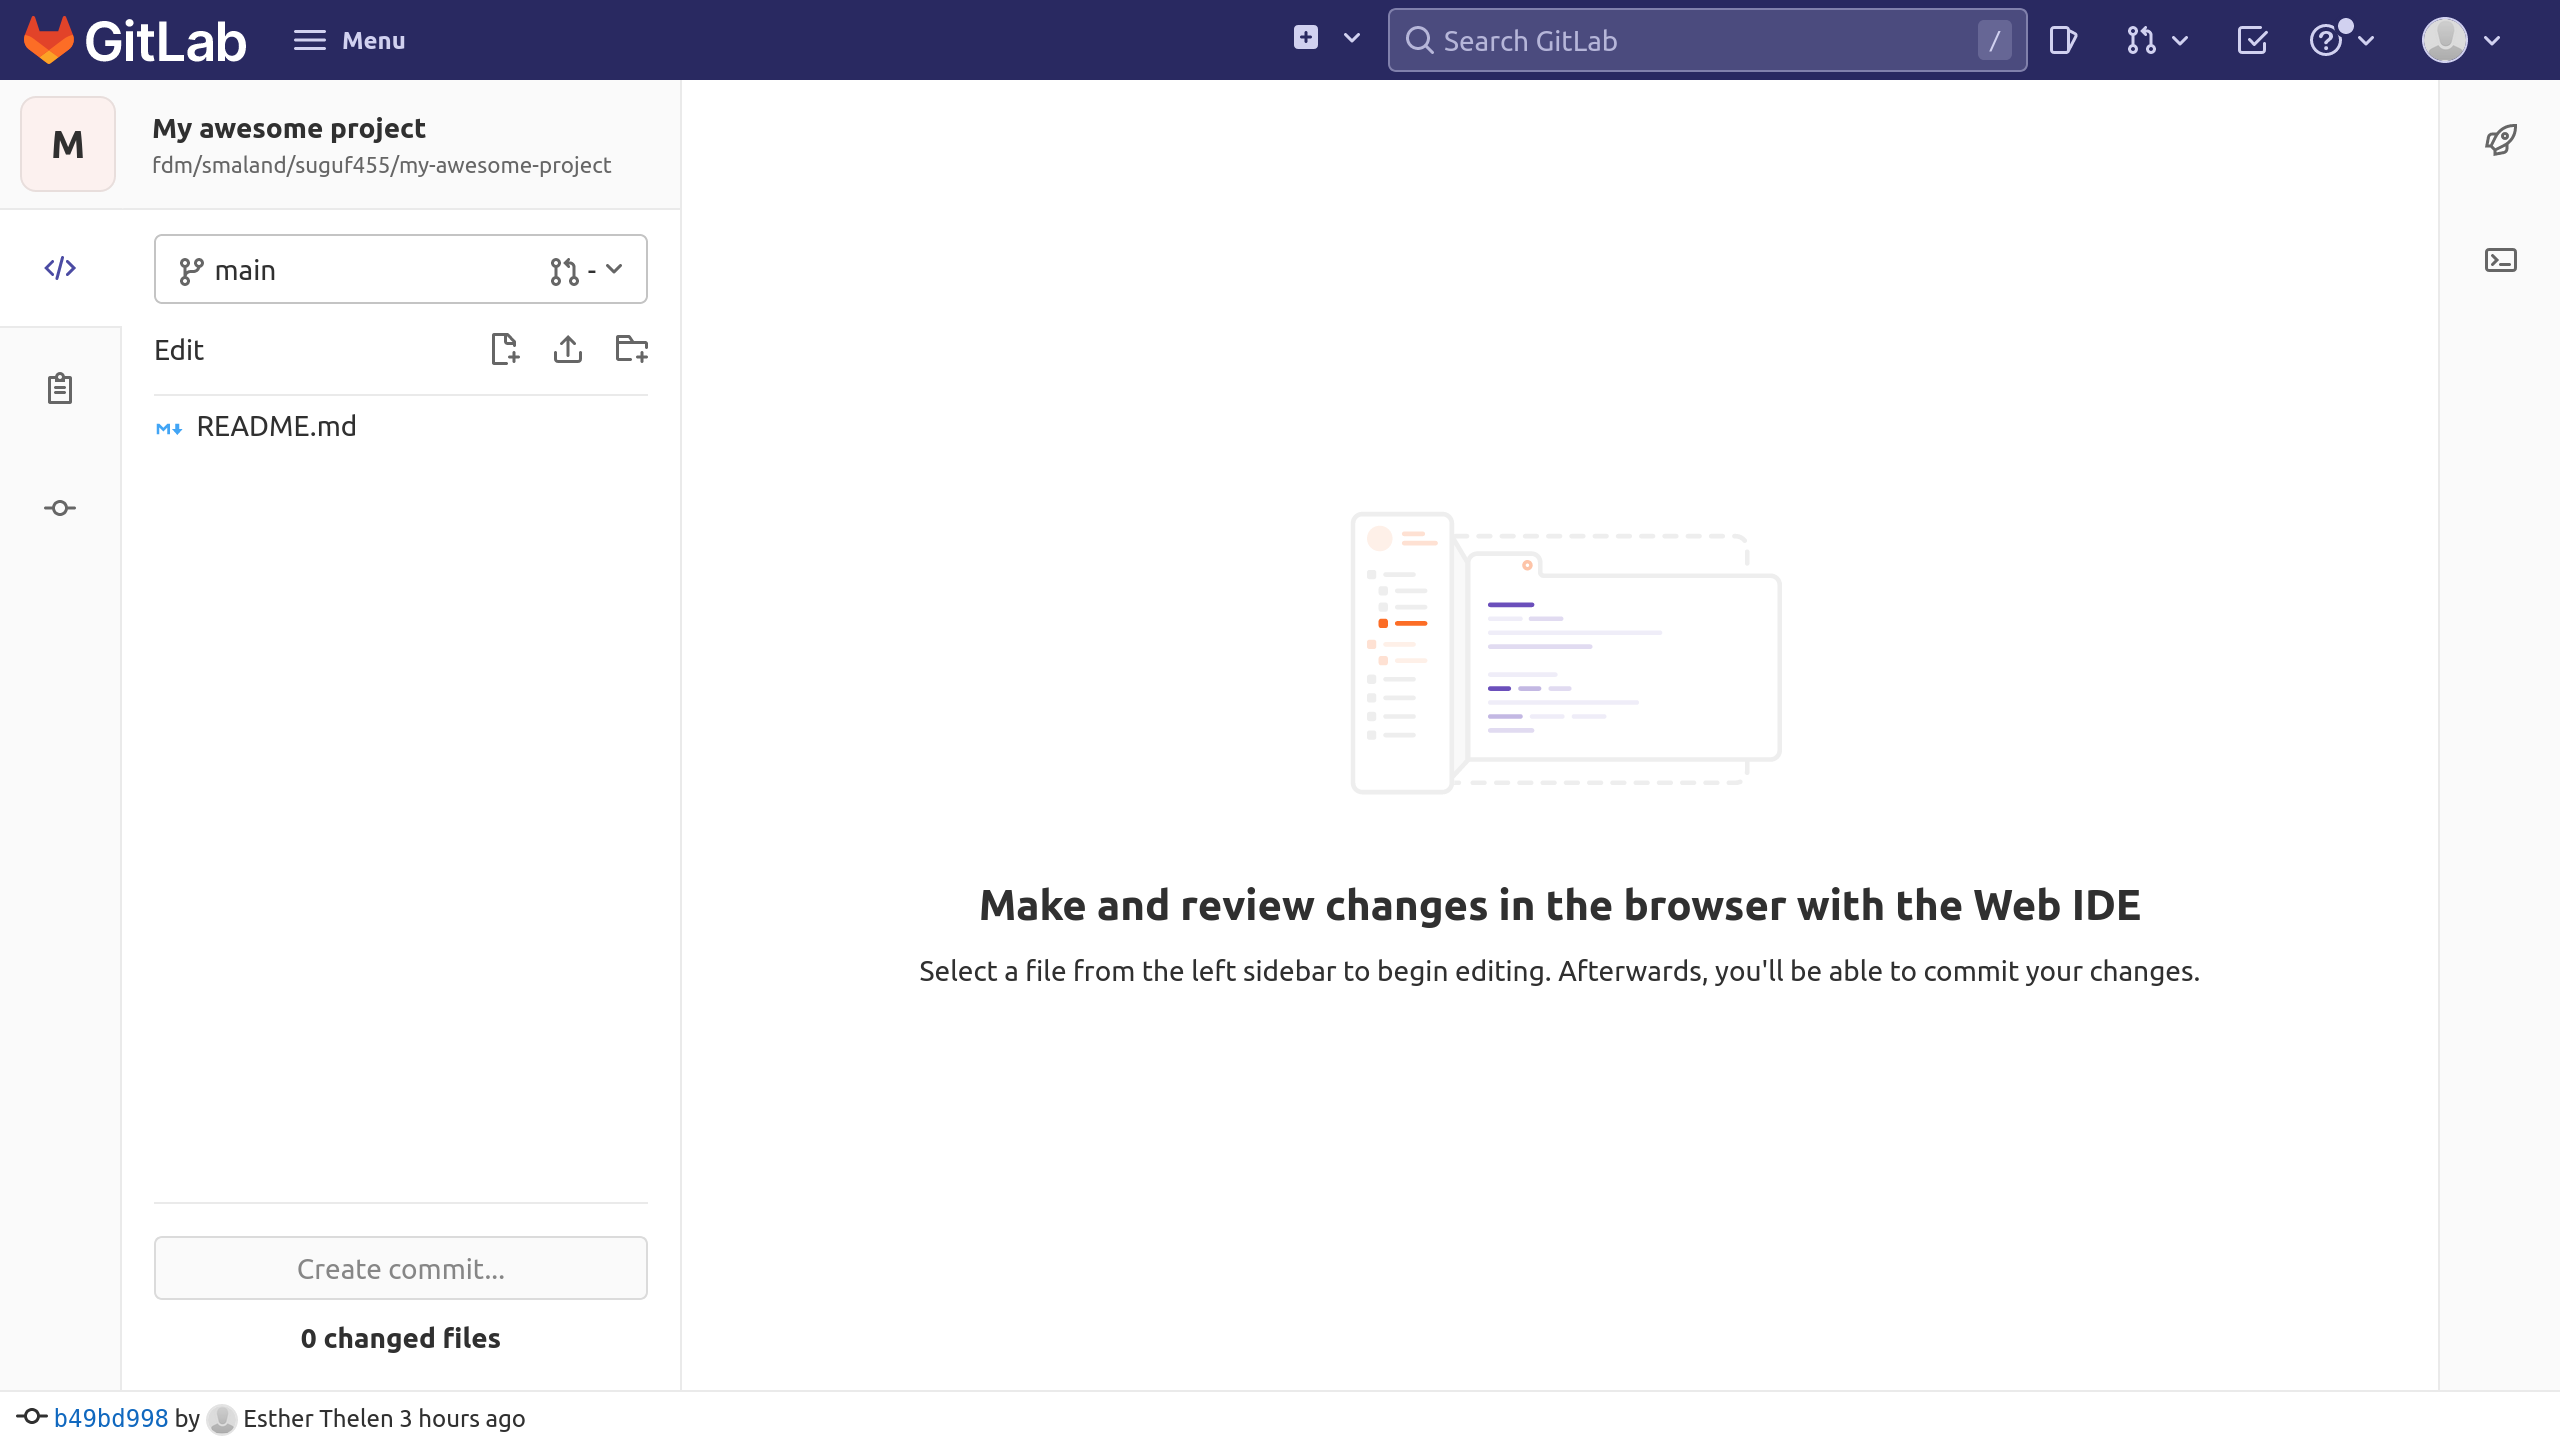 GitLab
Menu
Search GitLab
/
M
My awesome project
fdm/smaland/suguf455/my-awesome-project
main
-
Edit
README.md
Make and review changes in the browser with the Web IDE
Select a file from the left sidebar to begin editing. Afterwards, you'll be able to commit your changes.
Create commit...
0 changed files
b49bd998 by Esther Thelen 3 hours ago